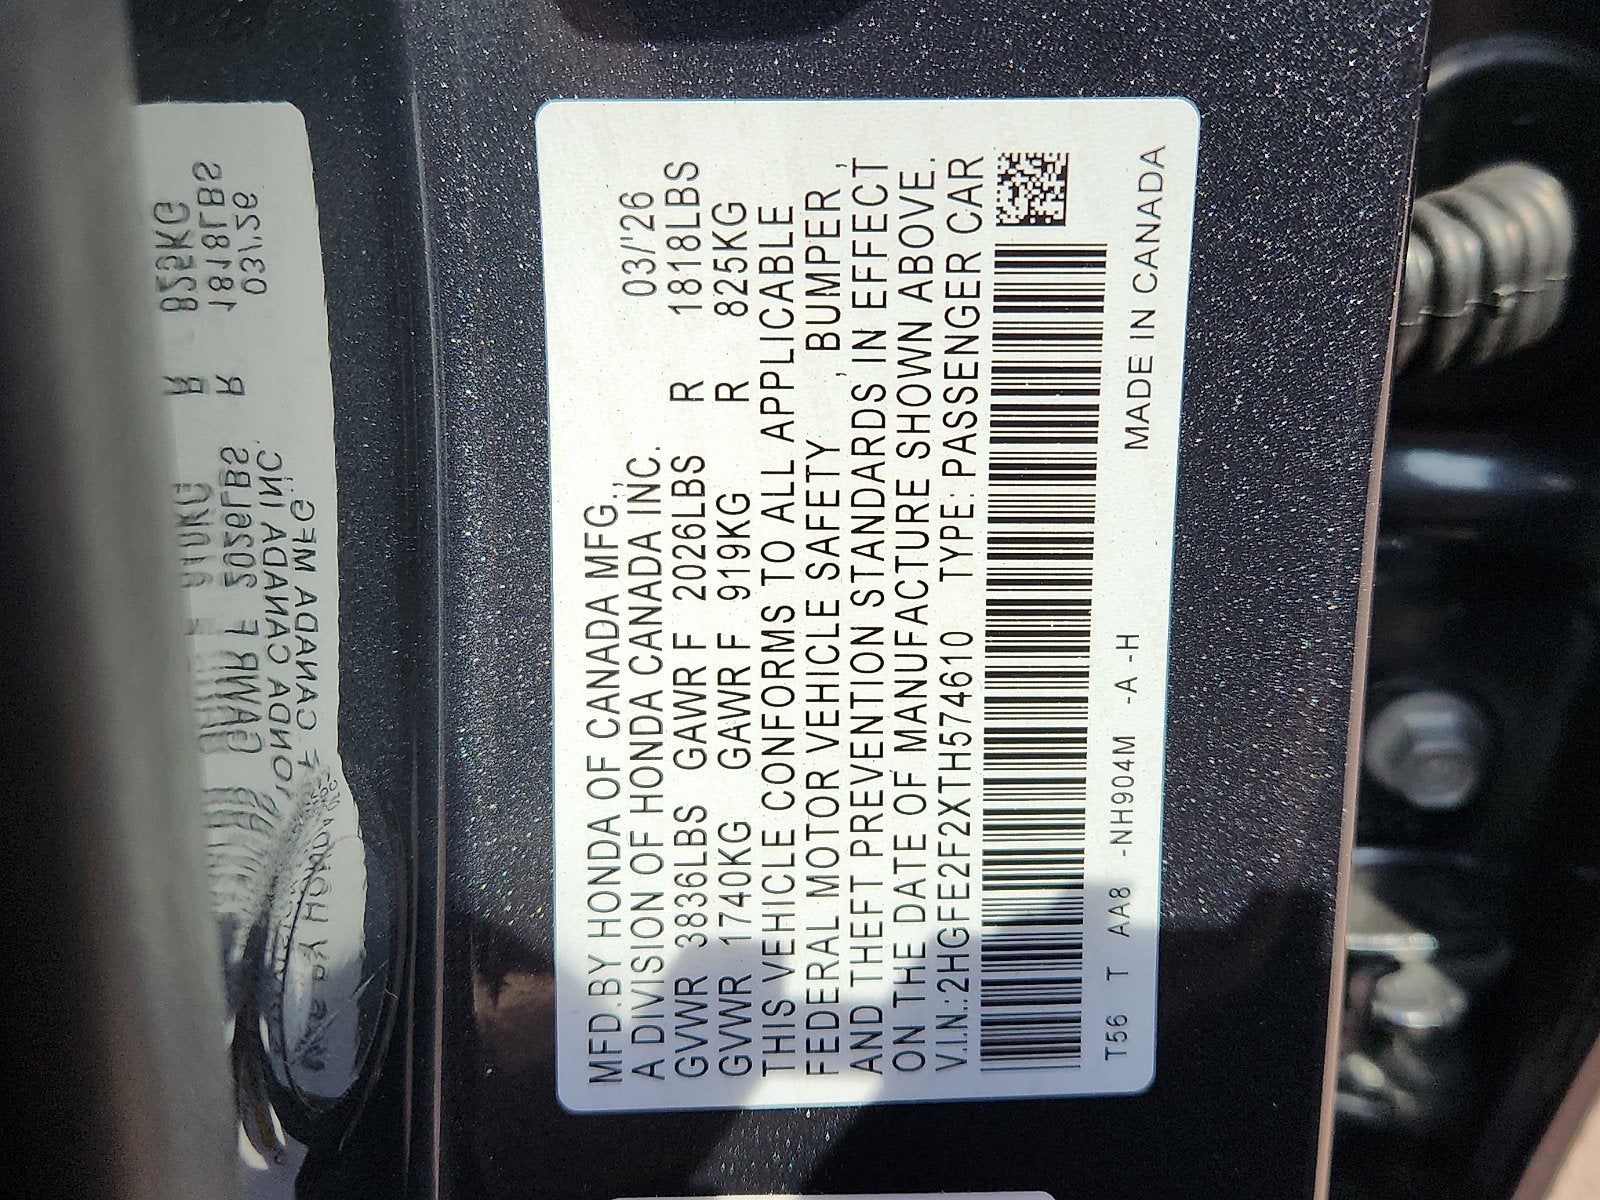 MFD.BY HONDA OF CANADA MFG.,
A DIVISION OF HONDA CANADA INC. 03/'26
GVWR 3836LBS GAWR F 2026LBS R 1818LBS
GVWR 1740KG GAWR F 919KG R 825KG
THIS VEHICLE CONFORMS TO ALL APPLICABLE
FEDERAL MOTOR VEHICLE SAFETY , BUMPER ,
AND THEFT PREVENTION STANDARDS IN EFFECT
ON THE DATE OF MANUFACTURE SHOWN ABOVE.
V.I.N.:2HGFE2F2XTH574610 TYPE:PASSENGER CAR
MADE IN CANADA
T56 T AA8 -NH904M -A -H